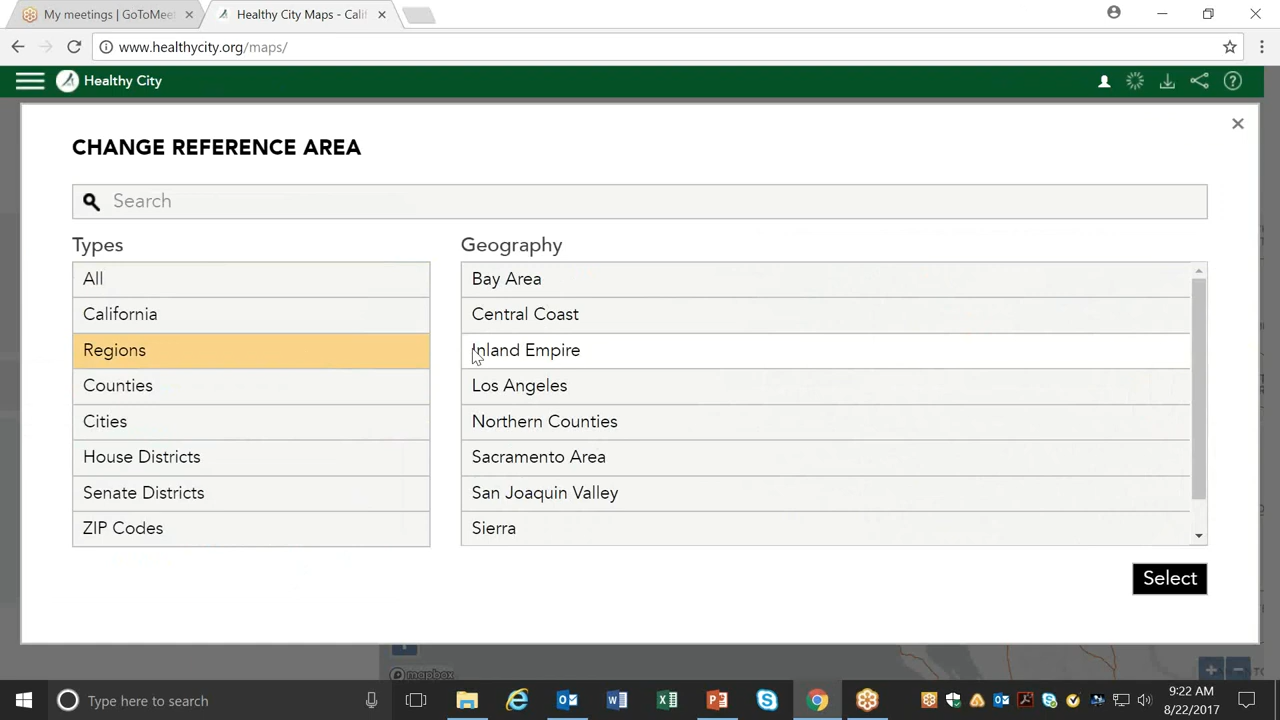 My meetings | GoToMeet
Healthy City Maps - Cali
www.healthycity.org/maps/
Healthy City
CHANGE REFERENCE AREA
Search
Types
Geography
All
Bay Area
California
Central Coast
Regions
Inland Empire
Counties
Los Angeles
Cities
Northern Counties
House Districts
Sacramento Area
Senate Districts
San Joaquin Valley
ZIP Codes
Sierra
Select
mapbox
Type here to search
9:22 AM
8/22/2017